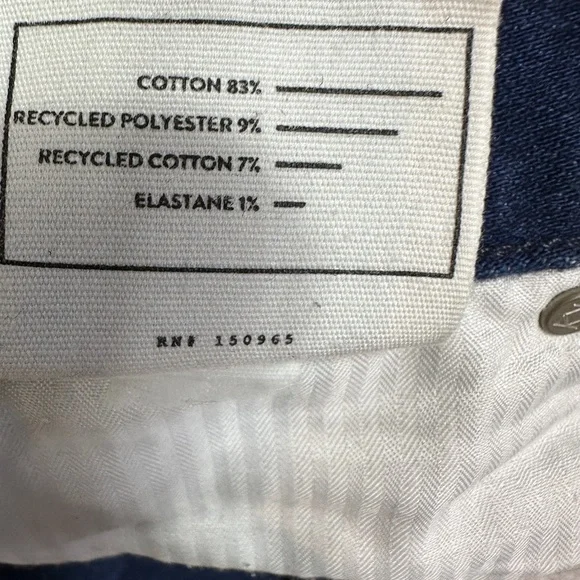 COTTON 83%
RECYCLED POLYESTER 9%
RECYCLED COTTON 7%
ELASTANE 1%
RN# 150965